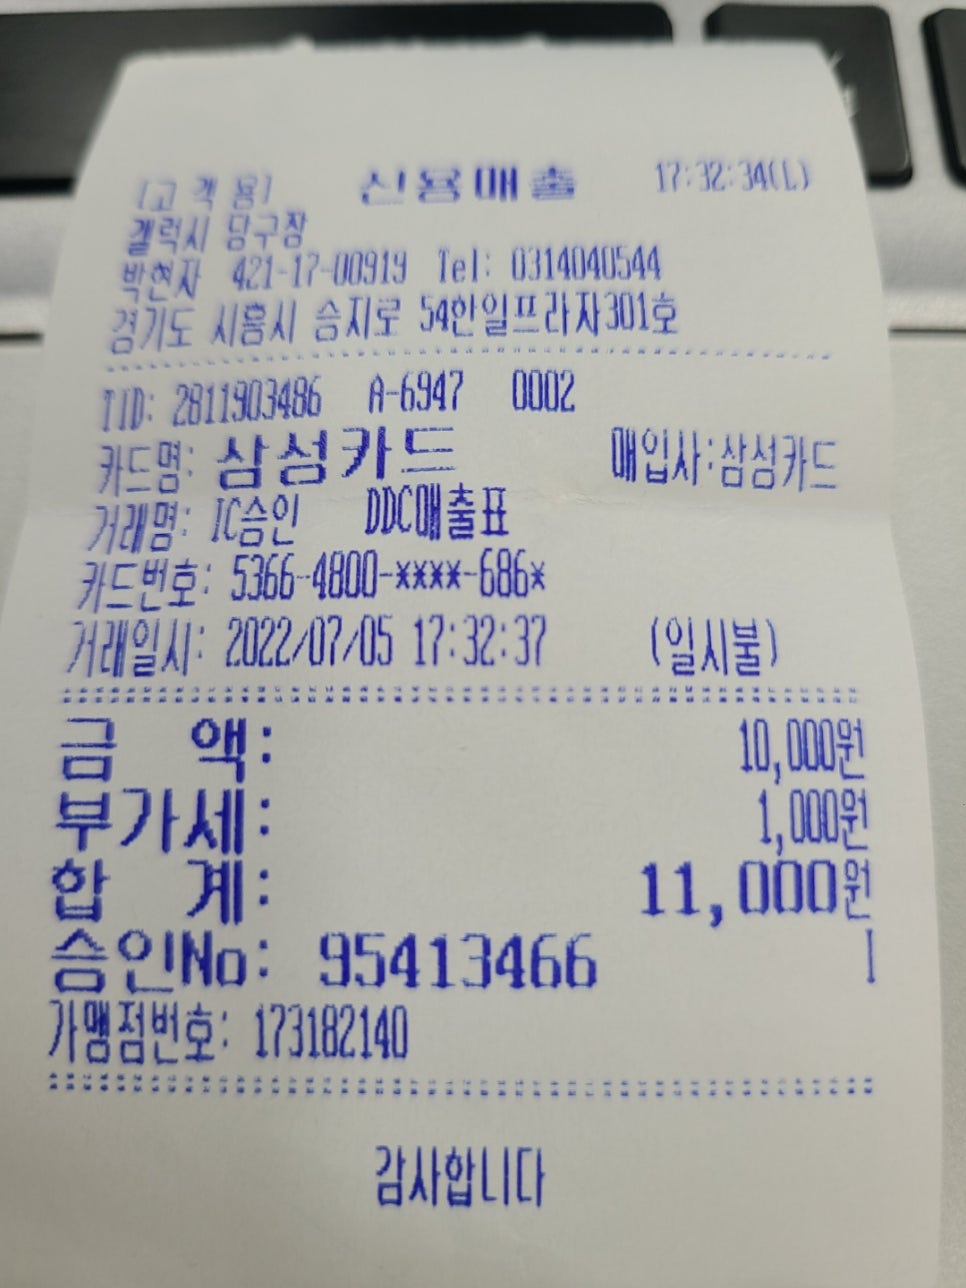 [고 객 용] 신용매출 17:32:34(L)
갤럭시 당구장
박현자 421-17-00919 Tel: 0314040544
경기도 시흥시 승지로 54한일프라자301호
TID: 2811903486 A-6947 0002
카드명: 삼성카드 매입사:삼성카드
거래명: IC승인 DDC매출표
카드번호: 5366-4800-****-686*
거래일시: 2022/07/05 17:32:37 (일시불)
금 액: 10,000원
부가세: 1,000원
합 계: 11,000원
승인No: 95413466 I
가맹점번호: 173182140
감사합니다